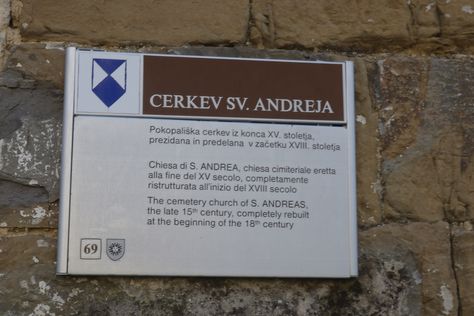 CERKEV SV. ANDREJA
Pokopališka cerkev iz konca XV. stoletja,
prezidana in predelana v začetku XVIII. stoletja
Chiesa di S. ANDREA, chiesa cimiteriale eretta
alla fine del XV secolo, completamente
ristrutturata all'inizio del XVIII secolo
The cemetery church of S. ANDREAS,
the late 15th century, completely rebuilt
at the beginning of the 18th century
69